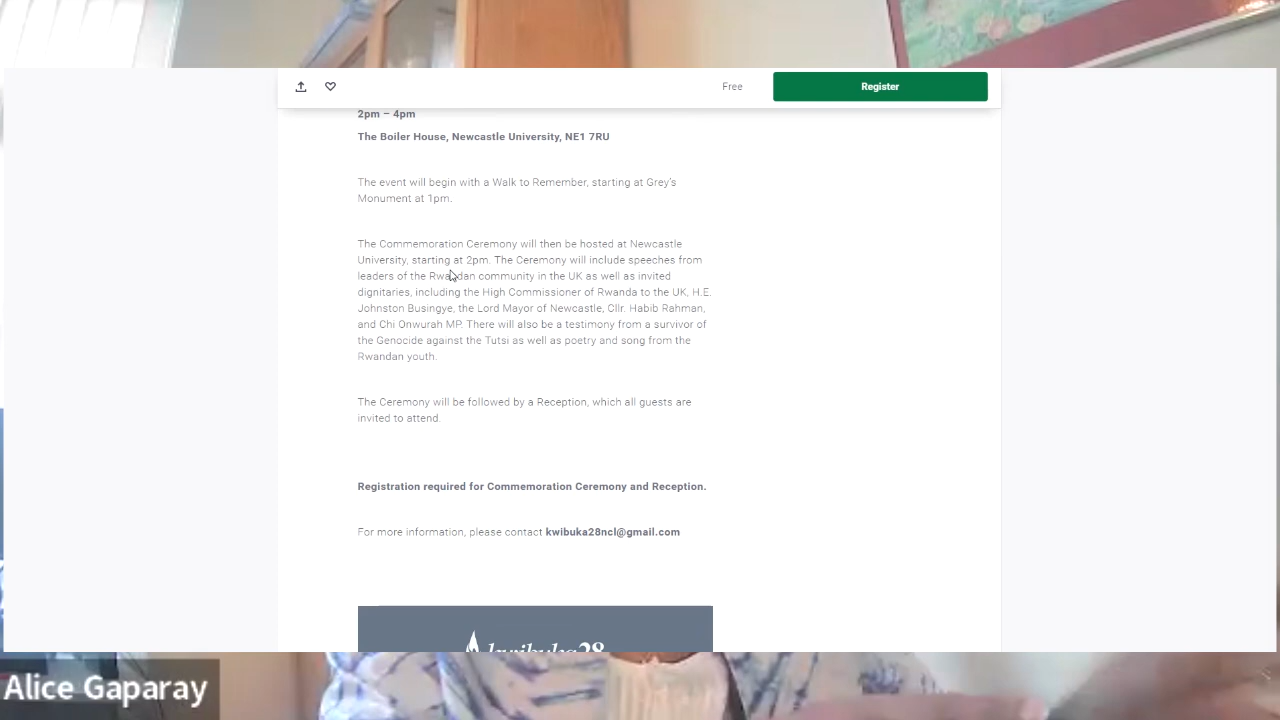 Free
Register
2pm – 4pm
The Boiler House, Newcastle University, NE1 7RU
The event will begin with a Walk to Remember, starting at Grey's
Monument at 1pm.
The Commemoration Ceremony will then be hosted at Newcastle
University, starting at 2pm. The Ceremony will include speeches from
leaders of the Rwandan community in the UK as well as invited
dignitaries, including the High Commissioner of Rwanda to the UK, H.E.
Johnston Busingye, the Lord Mayor of Newcastle, Cllr. Habib Rahman,
and Chi Onwurah MP. There will also be a testimony from a survivor of
the Genocide against the Tutsi as well as poetry and song from the
Rwandan youth.
The Ceremony will be followed by a Reception, which all guests are
invited to attend.
Registration required for Commemoration Ceremony and Reception.
For more information, please contact kwibuka28ncl@gmail.com
kwibuka28
Alice Gaparay